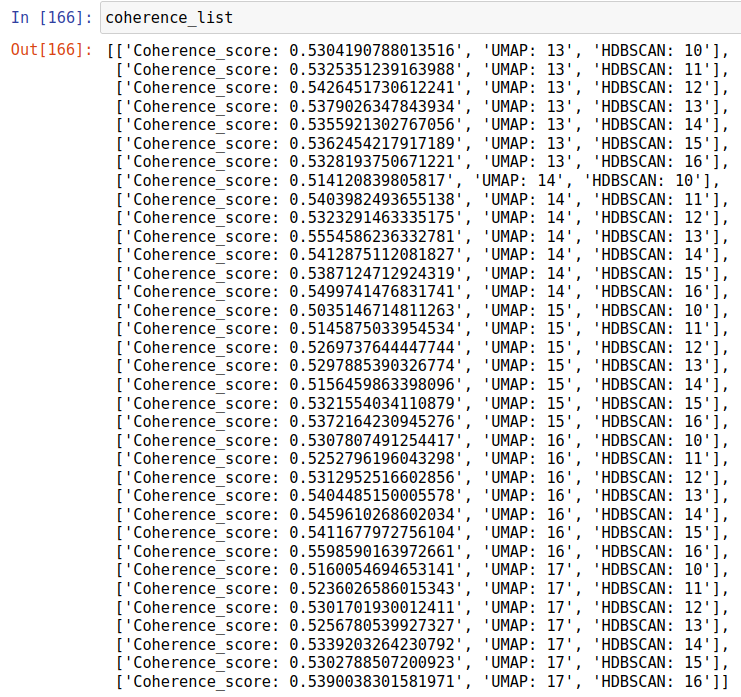 In [166]: coherence_list
Out[166]: [['Coherence_score: 0.5304190788013516', 'UMAP: 13', 'HDBSCAN: 10'],
['Coherence_score: 0.5325351239163988', 'UMAP: 13', 'HDBSCAN: 11'],
['Coherence_score: 0.5426451730612241', 'UMAP: 13', 'HDBSCAN: 12'],
['Coherence_score: 0.5379026347843934', 'UMAP: 13', 'HDBSCAN: 13'],
['Coherence_score: 0.5355921302767056', 'UMAP: 13', 'HDBSCAN: 14'],
['Coherence_score: 0.5362454217917189', 'UMAP: 13', 'HDBSCAN: 15'],
['Coherence_score: 0.5328193750671221', 'UMAP: 13', 'HDBSCAN: 16'],
['Coherence_score: 0.514120839805817', 'UMAP: 14', 'HDBSCAN: 10'],
['Coherence_score: 0.5403982493655138', 'UMAP: 14', 'HDBSCAN: 11'],
['Coherence_score: 0.5323291463335175', 'UMAP: 14', 'HDBSCAN: 12'],
['Coherence_score: 0.5554586236332781', 'UMAP: 14', 'HDBSCAN: 13'],
['Coherence_score: 0.5412875112081827', 'UMAP: 14', 'HDBSCAN: 14'],
['Coherence_score: 0.5387124712924319', 'UMAP: 14', 'HDBSCAN: 15'],
['Coherence_score: 0.5499741476831741', 'UMAP: 14', 'HDBSCAN: 16'],
['Coherence_score: 0.5035146714811263', 'UMAP: 15', 'HDBSCAN: 10'],
['Coherence_score: 0.5145875033954534', 'UMAP: 15', 'HDBSCAN: 11'],
['Coherence_score: 0.5269737644447744', 'UMAP: 15', 'HDBSCAN: 12'],
['Coherence_score: 0.5297885390326774', 'UMAP: 15', 'HDBSCAN: 13'],
['Coherence_score: 0.5156459863398096', 'UMAP: 15', 'HDBSCAN: 14'],
['Coherence_score: 0.5321554034110879', 'UMAP: 15', 'HDBSCAN: 15'],
['Coherence_score: 0.5372164230945276', 'UMAP: 15', 'HDBSCAN: 16'],
['Coherence_score: 0.5307807491254417', 'UMAP: 16', 'HDBSCAN: 10'],
['Coherence_score: 0.5252796196043298', 'UMAP: 16', 'HDBSCAN: 11'],
['Coherence_score: 0.5312952516602856', 'UMAP: 16', 'HDBSCAN: 12'],
['Coherence_score: 0.5404485150005578', 'UMAP: 16', 'HDBSCAN: 13'],
['Coherence_score: 0.5459610268602034', 'UMAP: 16', 'HDBSCAN: 14'],
['Coherence_score: 0.5411677972756104', 'UMAP: 16', 'HDBSCAN: 15'],
['Coherence_score: 0.5598590163972661', 'UMAP: 16', 'HDBSCAN: 16'],
['Coherence_score: 0.5160054694653141', 'UMAP: 17', 'HDBSCAN: 10'],
['Coherence_score: 0.5236026586015343', 'UMAP: 17', 'HDBSCAN: 11'],
['Coherence_score: 0.5301701930012411', 'UMAP: 17', 'HDBSCAN: 12'],
['Coherence_score: 0.5256780539927327', 'UMAP: 17', 'HDBSCAN: 13'],
['Coherence_score: 0.5339203264230792', 'UMAP: 17', 'HDBSCAN: 14'],
['Coherence_score: 0.5302788507200923', 'UMAP: 17', 'HDBSCAN: 15'],
['Coherence_score: 0.5390038301581971', 'UMAP: 17', 'HDBSCAN: 16']]